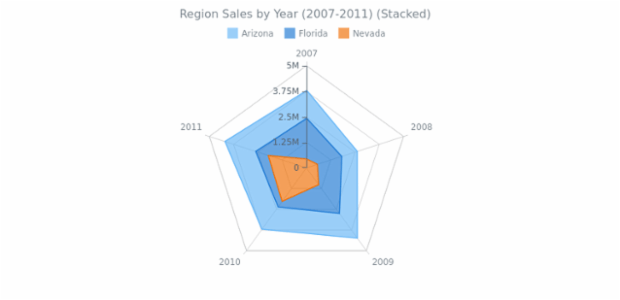 Region Sales by Year (2007-2011) (Stacked)
Arizona Florida Nevada
2007
5M
3.75M
2011 2008
2.5M
1.25M
0
2010 2009